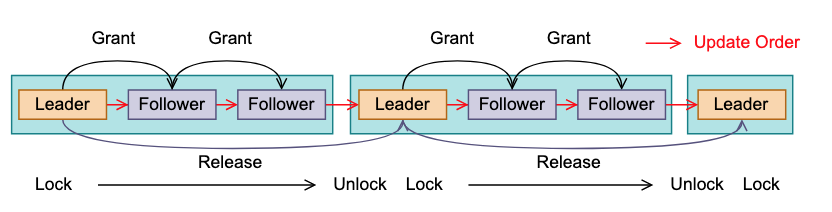 Grant Grant Grant Grant
Update Order
Leader Follower Follower Leader Follower Follower Leader
Release Release
Lock Unlock Lock Unlock Lock